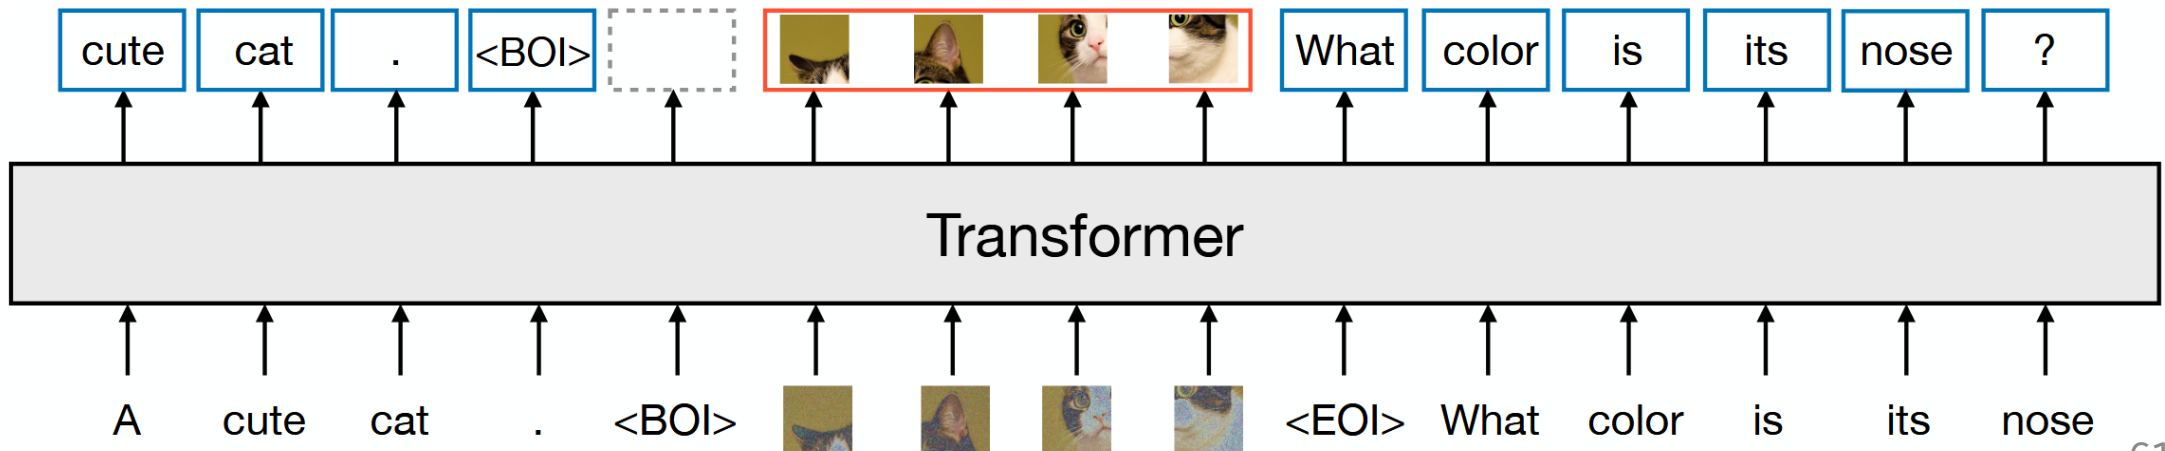 cute cat . <BOI> What color is its nose ?
Transformer
A cute cat . <BOI> <EOI> What color is its nose